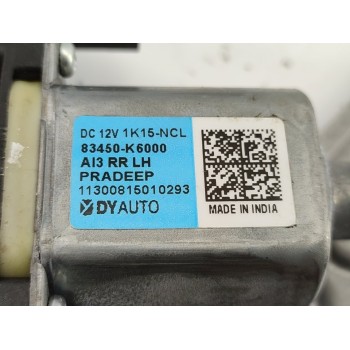 DC 12V 1K15-NCL
83450-K6000
AI3 RR LH
PRADEEP
11300815010293
DYAUTO
MADE IN INDIA